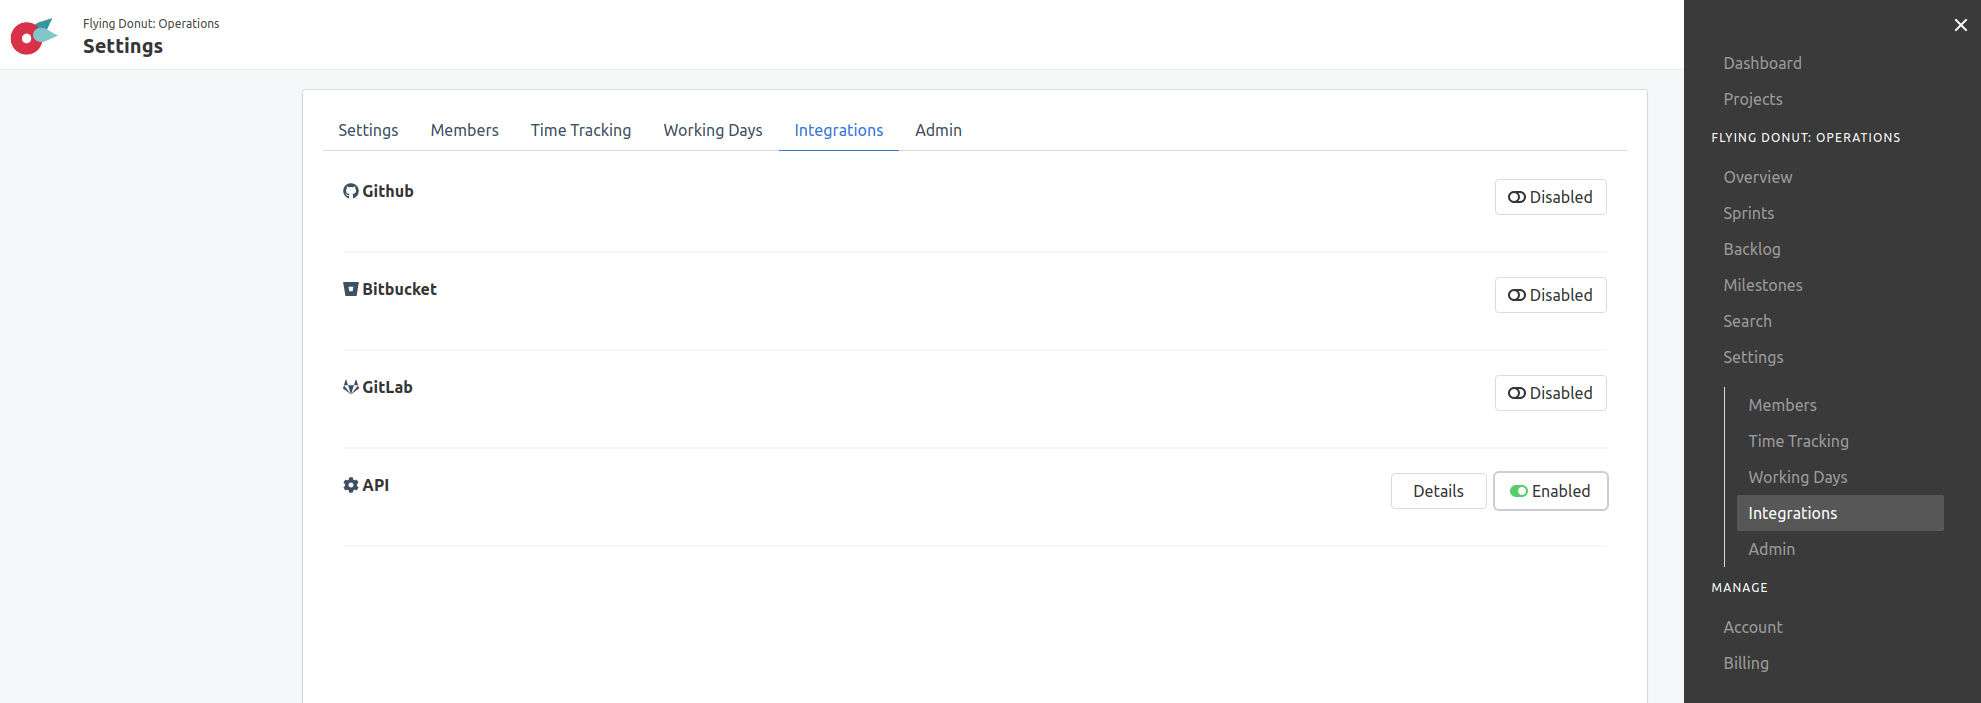 Flying Donut: Operations
Settings
Settings Members Time Tracking Working Days Integrations Admin
Github Disabled
Bitbucket Disabled
GitLab Disabled
API Details Enabled
Dashboard
Projects
FLYING DONUT: OPERATIONS
Overview
Sprints
Backlog
Milestones
Search
Settings
Members
Time Tracking
Working Days
Integrations
Admin
MANAGE
Account
Billing